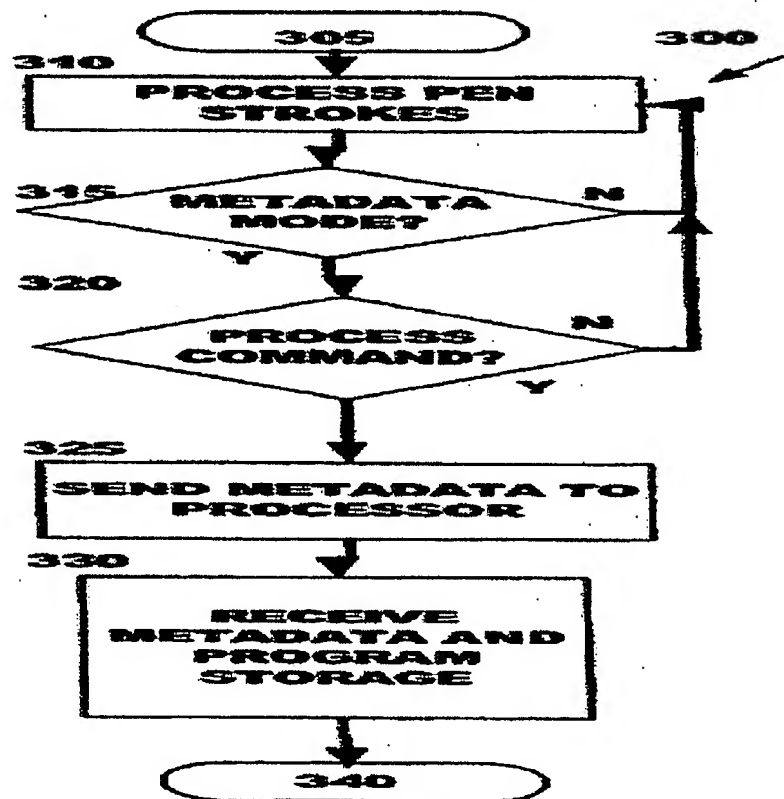 305
300
310
PROCESS PEN
STROKES
315
METADATA
MODE?
N
Y
320
PROCESS
COMMAND?
N
Y
325
SEND METADATA TO
PROCESSOR
330
RECEIVE
METADATA AND
PROGRAM
STORAGE
340